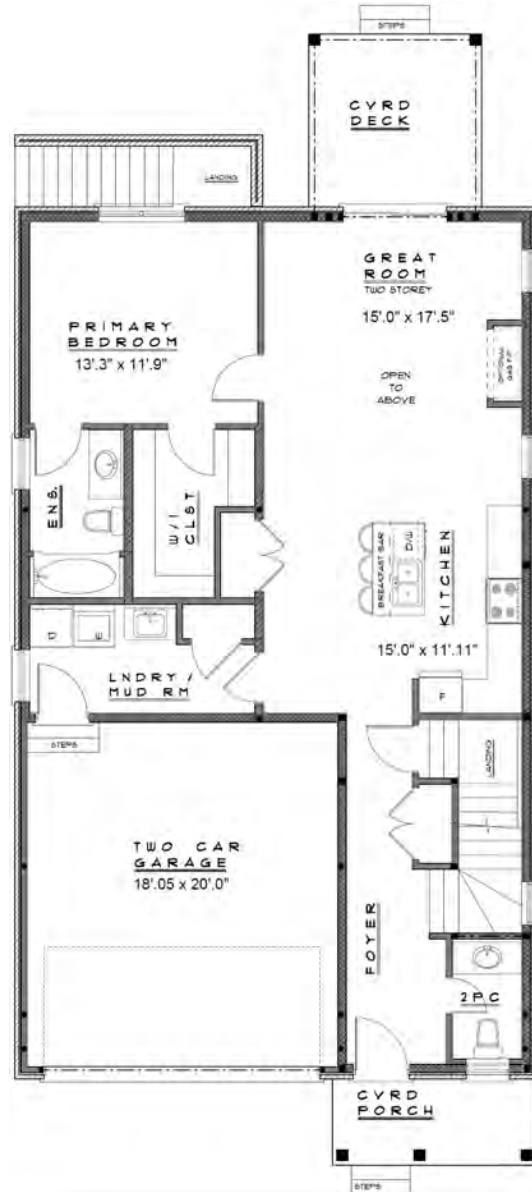 STEPS
CVRD
DECK
LANDING
GREAT
ROOM
TWO STOREY
15'.0" x 17'.5"
PRIMARY
BEDROOM
13'.3" x 11'.9"
OPTIONAL
GAS F.P.
OPEN
TO
ABOVE
ENS.
W/I
CLST
BREAKFAST BAR
D/W
KITCHEN
15'.0" x 11'.11"
D
LNDRY /
MUD RM
F
STEPS
LANDING
TWO CAR
GARAGE
18'.05 x 20'.0"
FOYER
2PC
CVRD
PORCH
STEPS